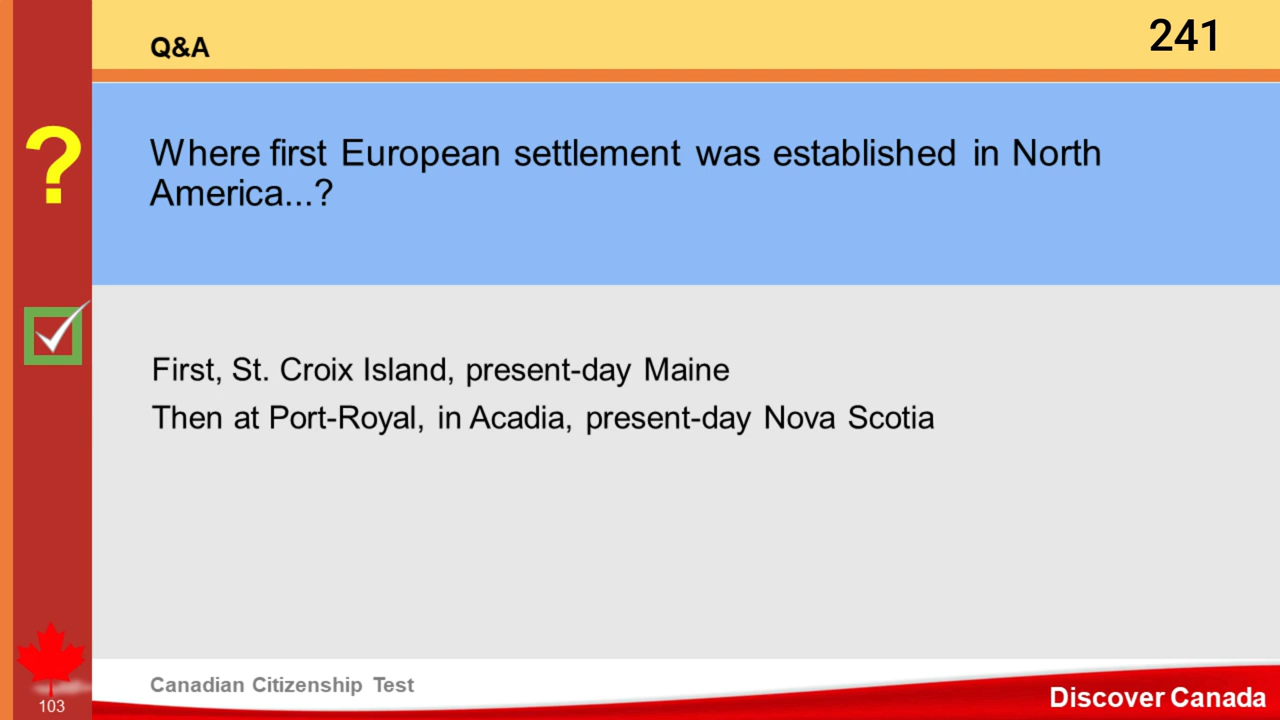 Q&A
241
?
Where first European settlement was established in North
America...?
First, St. Croix Island, present-day Maine
Then at Port-Royal, in Acadia, present-day Nova Scotia
Canadian Citizenship Test
103
Discover Canada